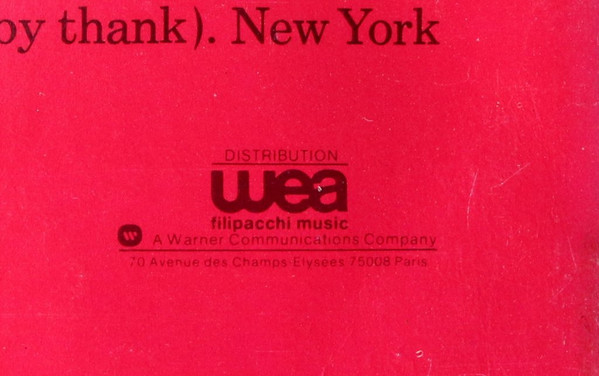 by thank). New York
DISTRIBUTION
wea
filipacchi music
A Warner Communications Company
70 Avenue des Champs-Elysées 75008 Paris